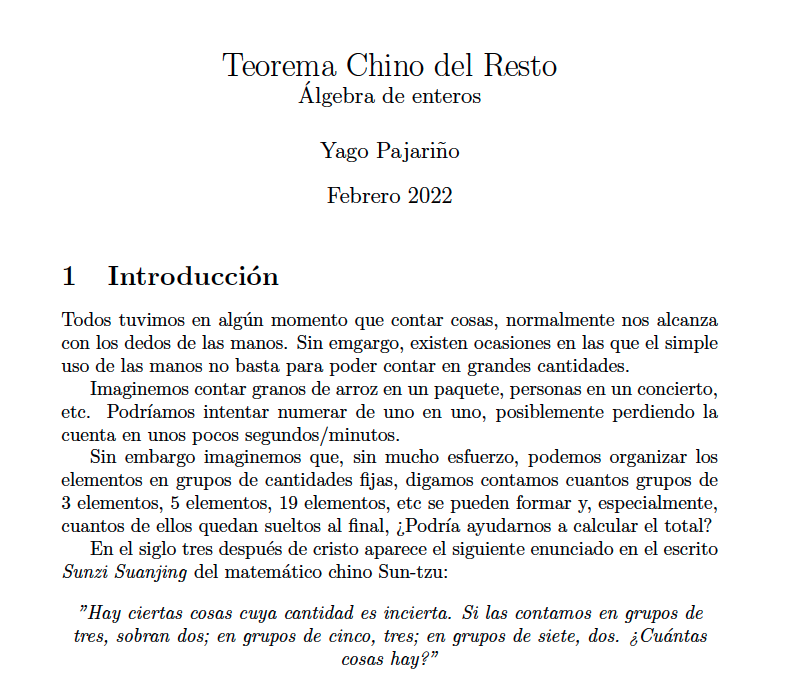 Teorema Chino del Resto
Álgebra de enteros
Yago Pajariño
Febrero 2022
1 Introducción
Todos tuvimos en algún momento que contar cosas, normalmente nos alcanza
con los dedos de las manos. Sin emgargo, existen ocasiones en las que el simple
uso de las manos no basta para poder contar en grandes cantidades.
Imaginemos contar granos de arroz en un paquete, personas en un concierto,
etc. Podríamos intentar numerar de uno en uno, posiblemente perdiendo la
cuenta en unos pocos segundos/minutos.
Sin embargo imaginemos que, sin mucho esfuerzo, podemos organizar los
elementos en grupos de cantidades fijas, digamos contamos cuantos grupos de
3 elementos, 5 elementos, 19 elementos, etc se pueden formar y, especialmente,
cuantos de ellos quedan sueltos al final, ¿Podría ayudarnos a calcular el total?
En el siglo tres después de cristo aparece el siguiente enunciado en el escrito
Sunzi Suanjing del matemático chino Sun-tzu:
"Hay ciertas cosas cuya cantidad es incierta. Si las contamos en grupos de
tres, sobran dos; en grupos de cinco, tres; en grupos de siete, dos. ¿Cuántas
cosas hay?"